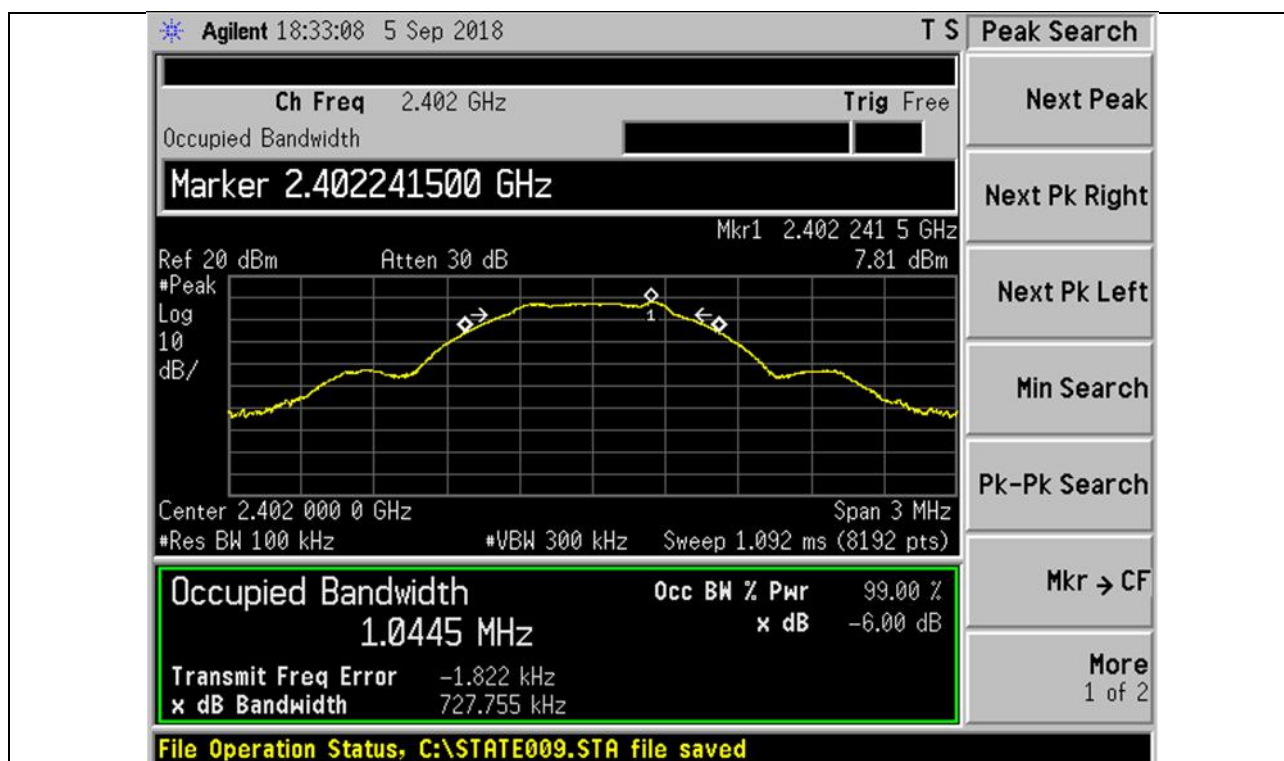 Agilent 18:33:08 5 Sep 2018 T S
Peak Search
Ch Freq 2.402 GHz Trig Free
Occupied Bandwidth
Marker 2.402241500 GHz
Mkr1 2.402 241 5 GHz
Ref 20 dBm Atten 30 dB 7.81 dBm
#Peak
Log
10
dB/
1
Center 2.402 000 0 GHz Span 3 MHz
#Res BW 100 kHz #VBW 300 kHz Sweep 1.092 ms (8192 pts)
Occupied Bandwidth Occ BW % Pwr 99.00 %
1.0445 MHz x dB -6.00 dB
Transmit Freq Error -1.822 kHz
x dB Bandwidth 727.755 kHz
Next Peak
Next Pk Right
Next Pk Left
Min Search
Pk-Pk Search
Mkr → CF
More
1 of 2
File Operation Status, C:\STATE009.STA file saved